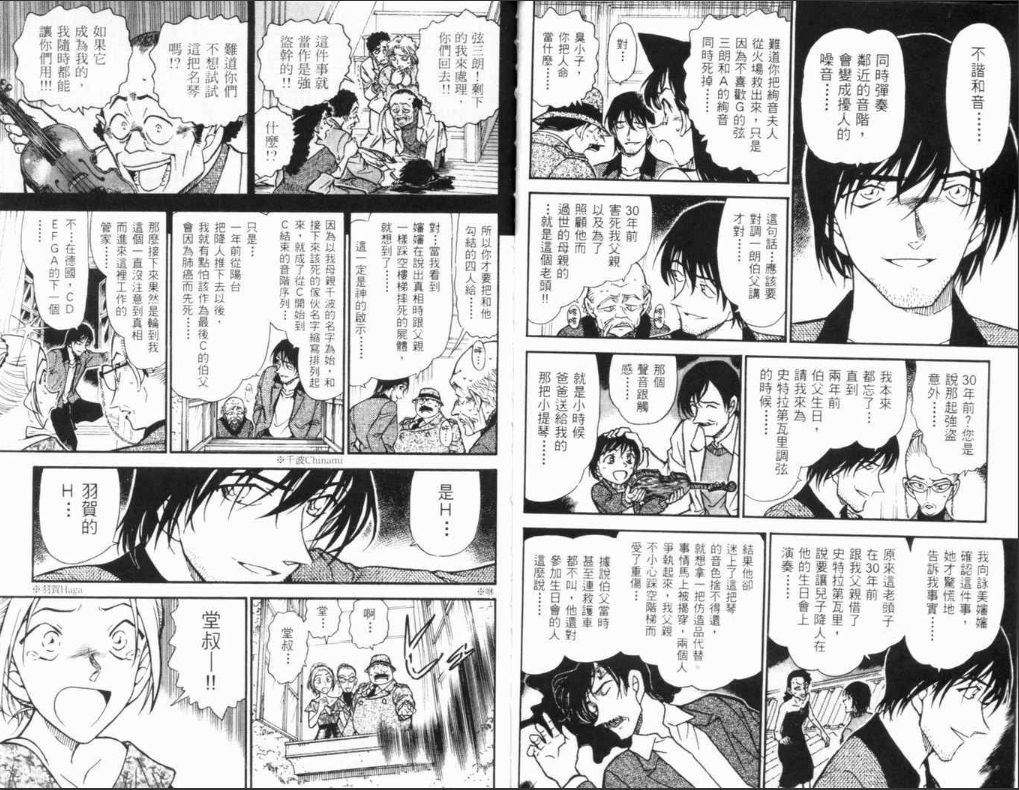 不諧和音……
同時彈奏
鄰近的音階，
會變成擾人的
噪音……
難道你把絢音夫人
從火場救出來，只是
因為不喜歡G的弦
三郎和A的絢音
同時死掉……
對…
臭小子，
你把人命
當什麼……
這句話…應該要
對調一朗伯父講
才對…
30年前
害死我父親
以及為了
照顧他而
過世的母親的
…就是這個老頭!!
咳咳
咳咳
30年前？您是
說那起強盜
意外……
我本來
都忘了…
直到
兩年前
伯父生日，
請我來為
史特拉第瓦里調弦
的時候……
那個
聲音跟觸
感……
就是小時候
爸爸送給我的
那把小提琴…
我向詠美嬸嬸
確認這件事，
她才驚慌地
告訴我事實
……
原來這老頭子
在30年前
跟我父親借了
史特拉第瓦里，
說要讓兒子降人在
他的生日會上
演奏……
結果他卻
迷上了這把琴
的音色捨不得還，
就想拿一把仿造品代替。
事情馬上被揭穿，兩個人
爭執起來，我父親
不小心踩空階梯而
受了重傷…
據說伯父當時
甚至連救護車
都不叫，他還對
參加生日會的人
這麼說……
弦三朗！剩下
的我來處理，
你們回去!!
這件事就
當作是強
盜幹的!!
什麼!?
難道你們
不想試試
這把名琴
嗎!?
如果它
成為我的，
我隨時都能
讓你們用!!!
所以你才要把和他
勾結的四人給……
哼…
對…當我看到
嬸嬸在說出真相時跟父親
一樣踩空樓梯摔死的屍體，
就想到了……
這一定是神的啟示
……
因為以我母親千波的名字為始，和
接下來該死的傢伙名字縮寫排列起
來，就成了從C開始到
C結束的音階序列…
只是…
一年前從陽台
把降人推下去以後，
我就有點怕該作為最後C的伯父
會因為肺癌而先死……
※千波Chinami
那麼接下來果然是輪到我
這個一直沒注意到真相
而進來這裡工作的
管家……
不…在德國，CD
EFGA的下一個
……
是H…
羽賀的
H…
※羽賀Haga
※咻
啊…
堂…
堂叔…
堂叔—!!